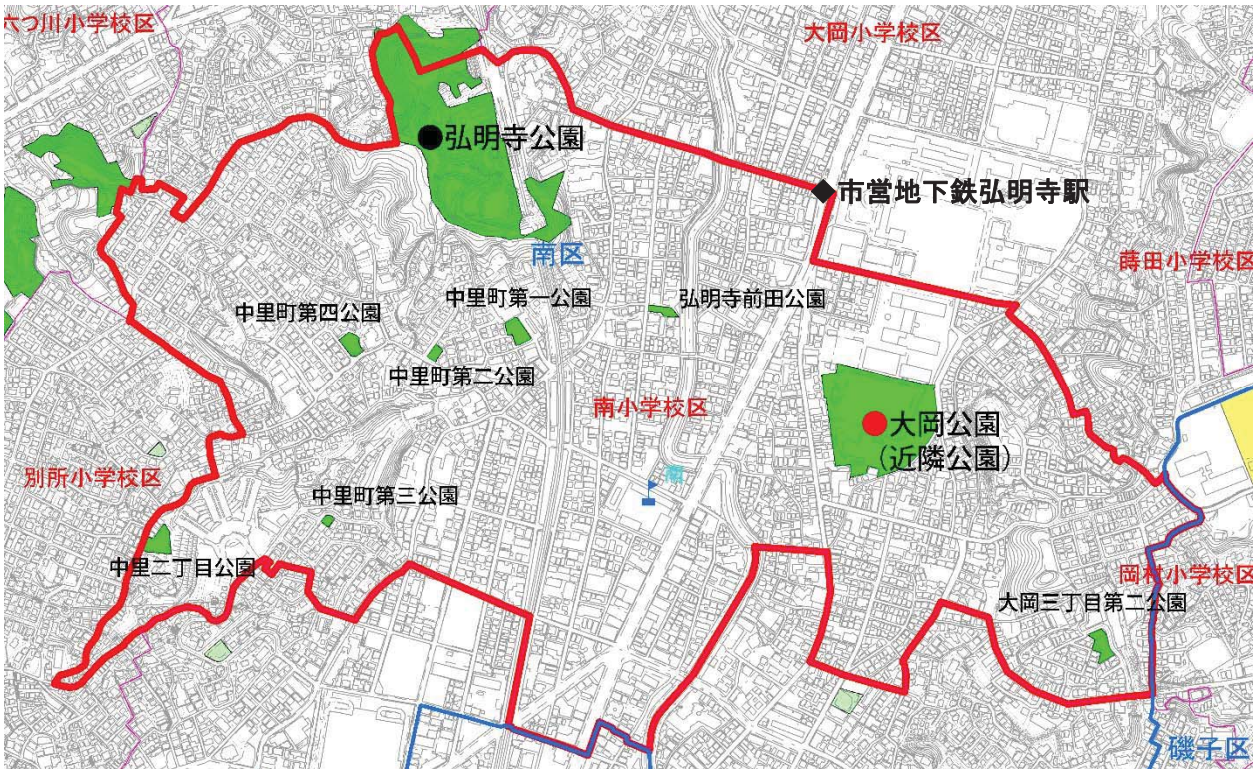 六つ川小学校区
大岡小学校区
弘明寺公園
市営地下鉄弘明寺駅
南区
蒔田小学校区
中里町第一公園
弘明寺前田公園
中里町第四公園
中里町第二公園
南小学校区
大岡公園
(近隣公園)
別所小学校区
中里町第三公園
中里二丁目公園
岡村小学校区
大岡三丁目第二公園
磯子区